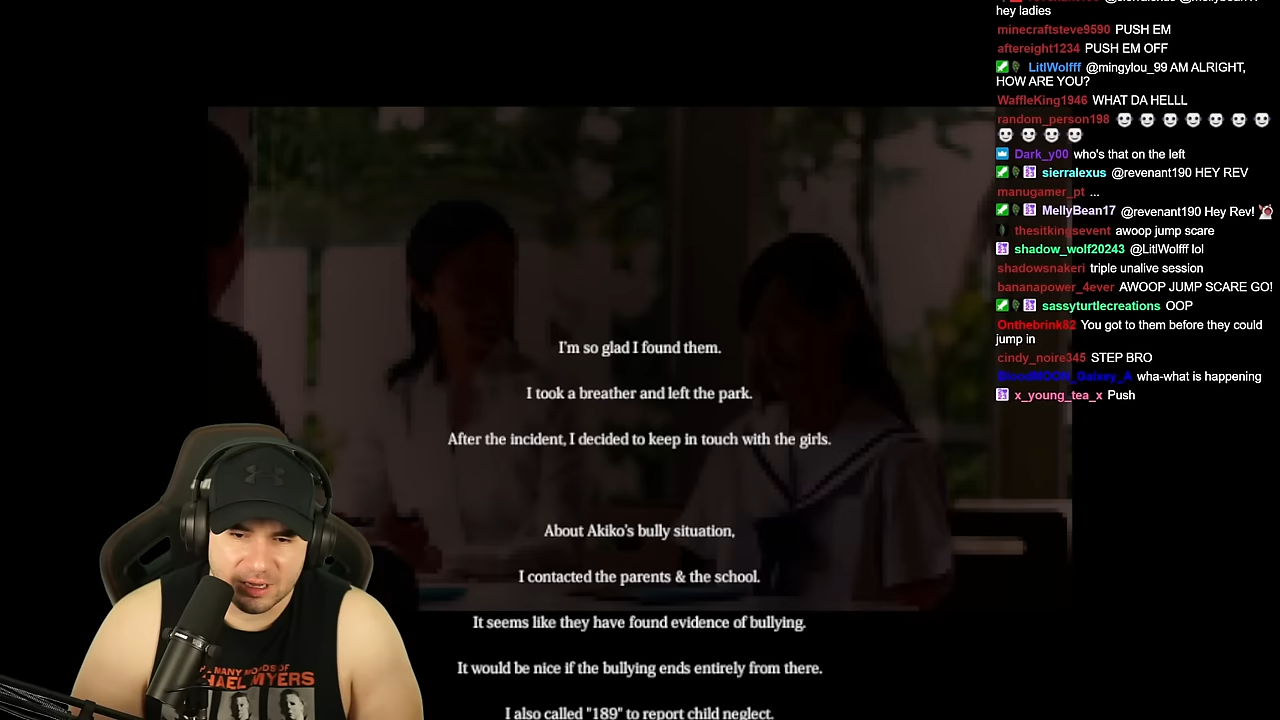 hey ladies
minecraftsteve9590 PUSH EM
aftereight1234 PUSH EM OFF
LitlWolfff @mingylou_99 AM ALRIGHT,
HOW ARE YOU?
WaffleKing1946 WHAT DA HELLL
random_person198
Dark_y00 who's that on the left
sierralexus @revenant190 HEY REV
manugamer_pt ...
MellyBean17 @revenant190 Hey Rev!
thesitkingsevent awoop jump scare
shadow_wolf20243 @LitlWolfff lol
shadowsnakeri triple unalive session
bananapower_4ever AWOOP JUMP SCARE GO!
sassyturtlecreations OOP
Onthebrink82 You got to them before they could
jump in
cindy_noire345 STEP BRO
BloodMOON_Galaxy_A wha-what is happening
x_young_tea_x Push
I'm so glad I found them.
I took a breather and left the park.
After the incident, I decided to keep in touch with the girls.
About Akiko's bully situation,
I contacted the parents & the school.
It seems like they have found evidence of bullying.
It would be nice if the bullying ends entirely from there.
I also called "189" to report child neglect.
MANY MOODS OF
MYERS